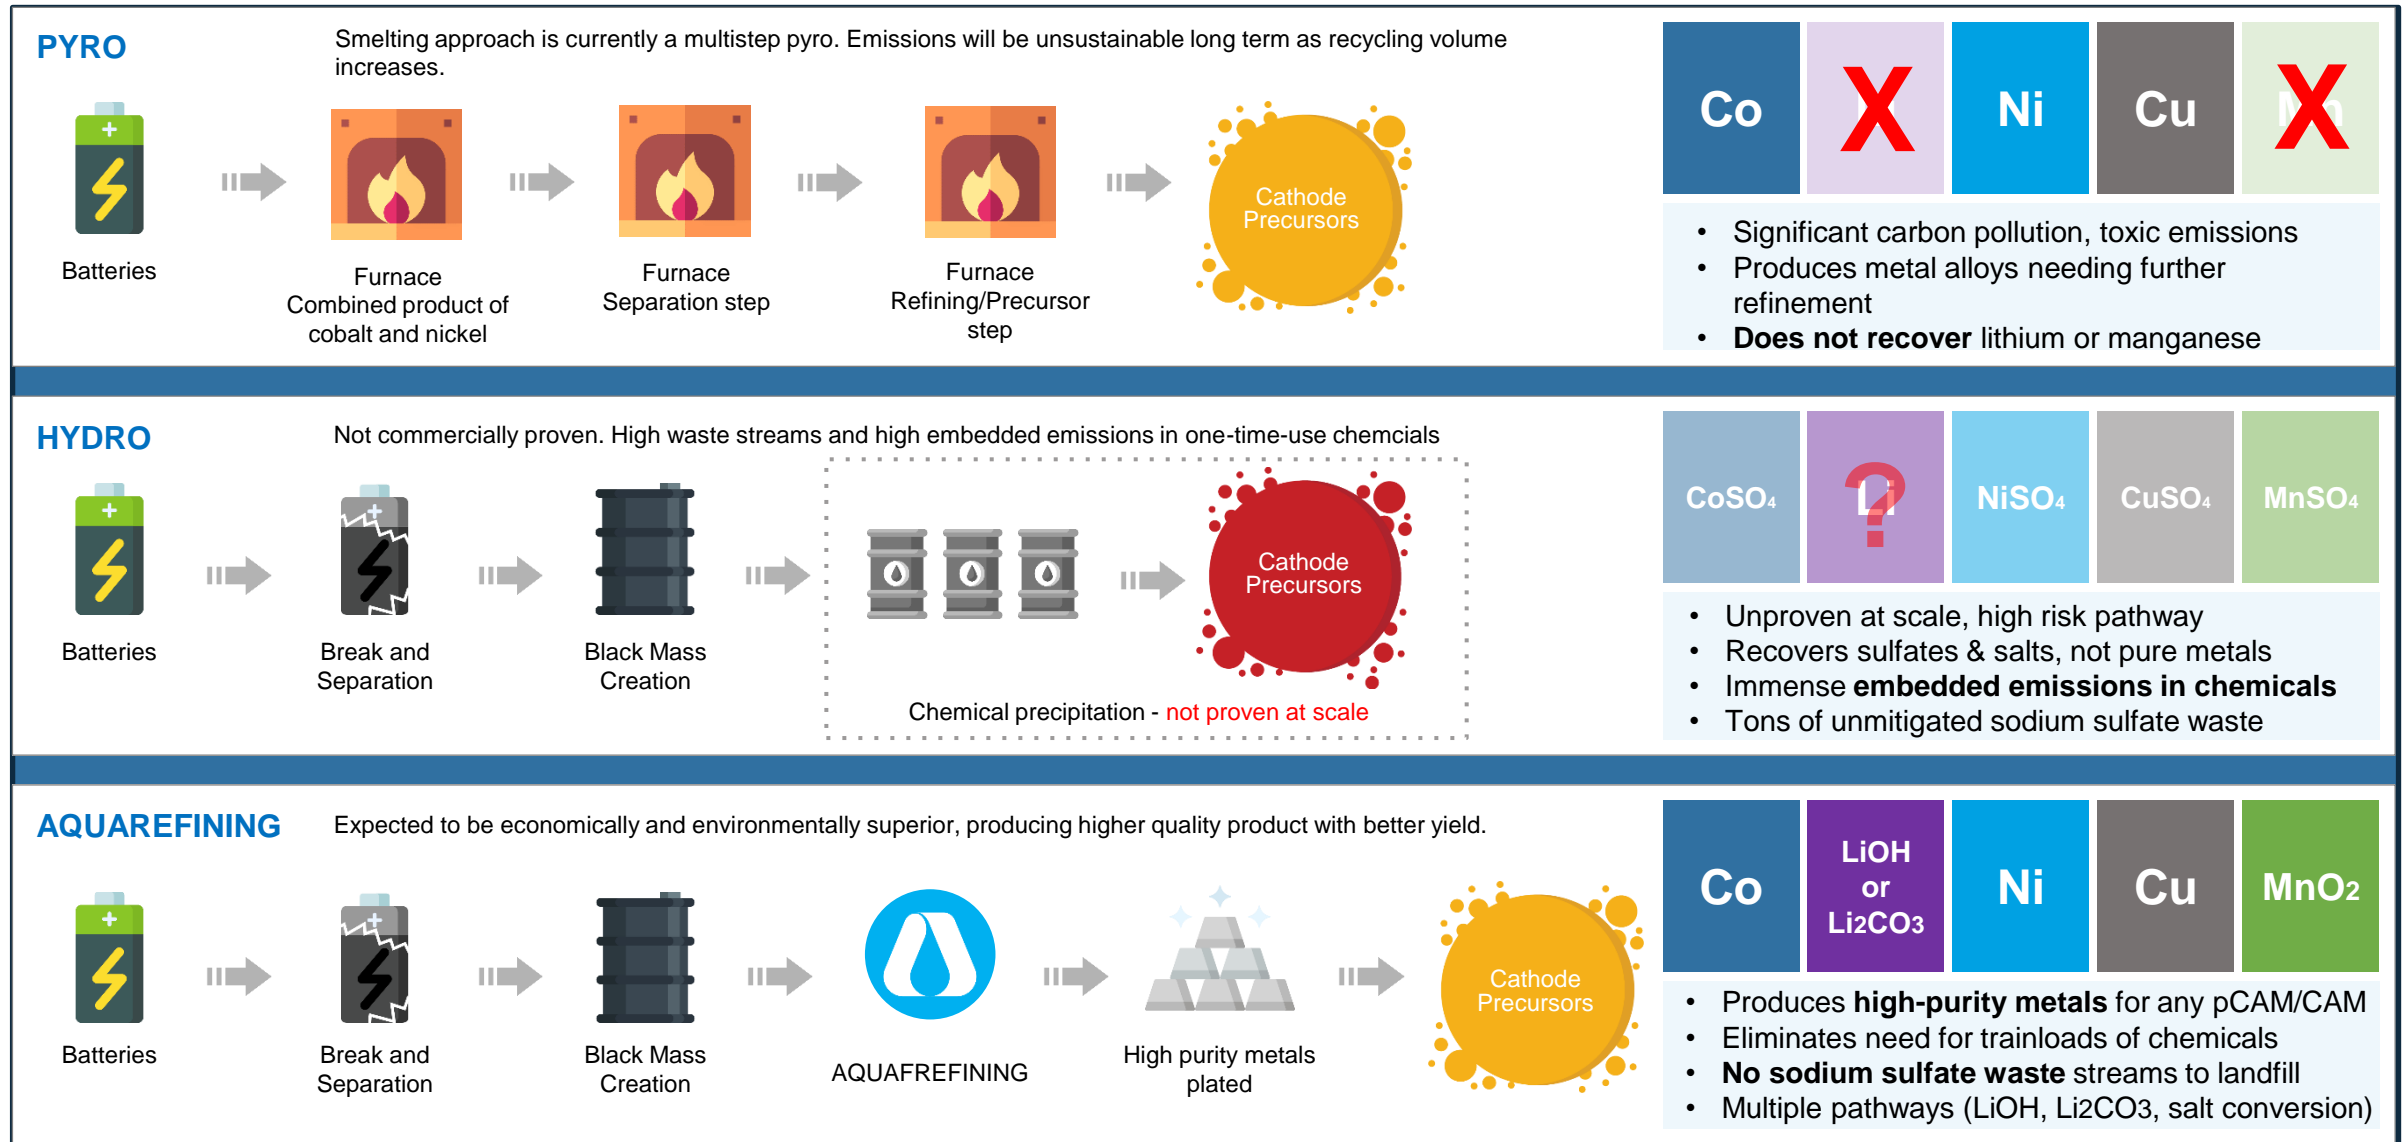 PYRO
Smelting approach is currently a multistep pyro. Emissions will be unsustainable long term as recycling volume
increases.
Batteries
Furnace
Combined product of
cobalt and nickel
Furnace
Separation step
Furnace
Refining/Precursor
step
Cathode
Precursors
Co
X
Ni
Cu
Mn
X
• Significant carbon pollution, toxic emissions
• Produces metal alloys needing further
refinement
• Does not recover lithium or manganese
HYDRO
Not commercially proven. High waste streams and high embedded emissions in one-time-use chemcials
Batteries
Break and
Separation
Black Mass
Creation
Cathode
Precursors
Chemical precipitation - not proven at scale
CoSO4
Li
?
NiSO4
CuSO4
MnSO4
• Unproven at scale, high risk pathway
• Recovers sulfates & salts, not pure metals
• Immense embedded emissions in chemicals
• Tons of unmitigated sodium sulfate waste
AQUAREFINING
Expected to be economically and environmentally superior, producing higher quality product with better yield.
Batteries
Break and
Separation
Black Mass
Creation
AQUAFREFINING
High purity metals
plated
Cathode
Precursors
Co
LiOH
or
Li2CO3
Ni
Cu
MnO2
• Produces high-purity metals for any pCAM/CAM
• Eliminates need for trainloads of chemicals
• No sodium sulfate waste streams to landfill
• Multiple pathways (LiOH, Li2CO3, salt conversion)